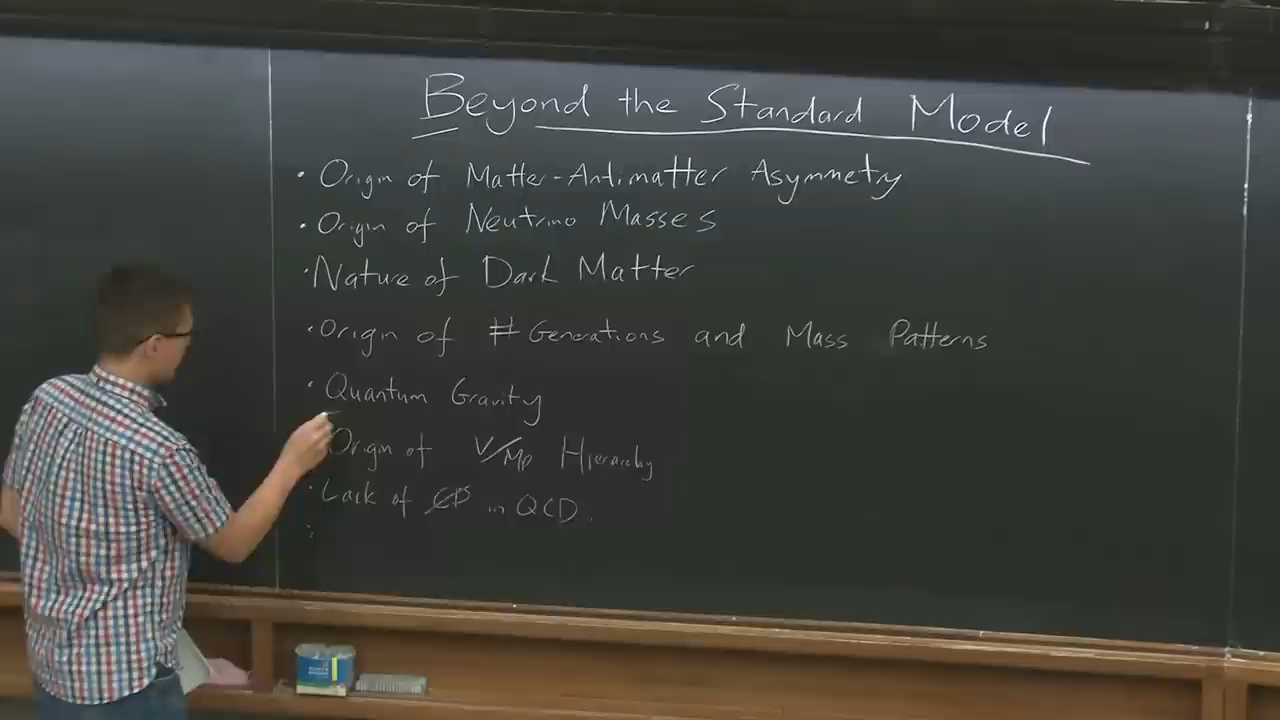 Beyond the Standard Model
· Origin of Matter-Antimatter Asymmetry
· Origin of Neutrino Masses
· Nature of Dark Matter
· Origin of # Generations and Mass Patterns
· Quantum Gravity
Origin of V/Mp Hierarchy
· Lack of C̸P̸ in QCD.
⋮